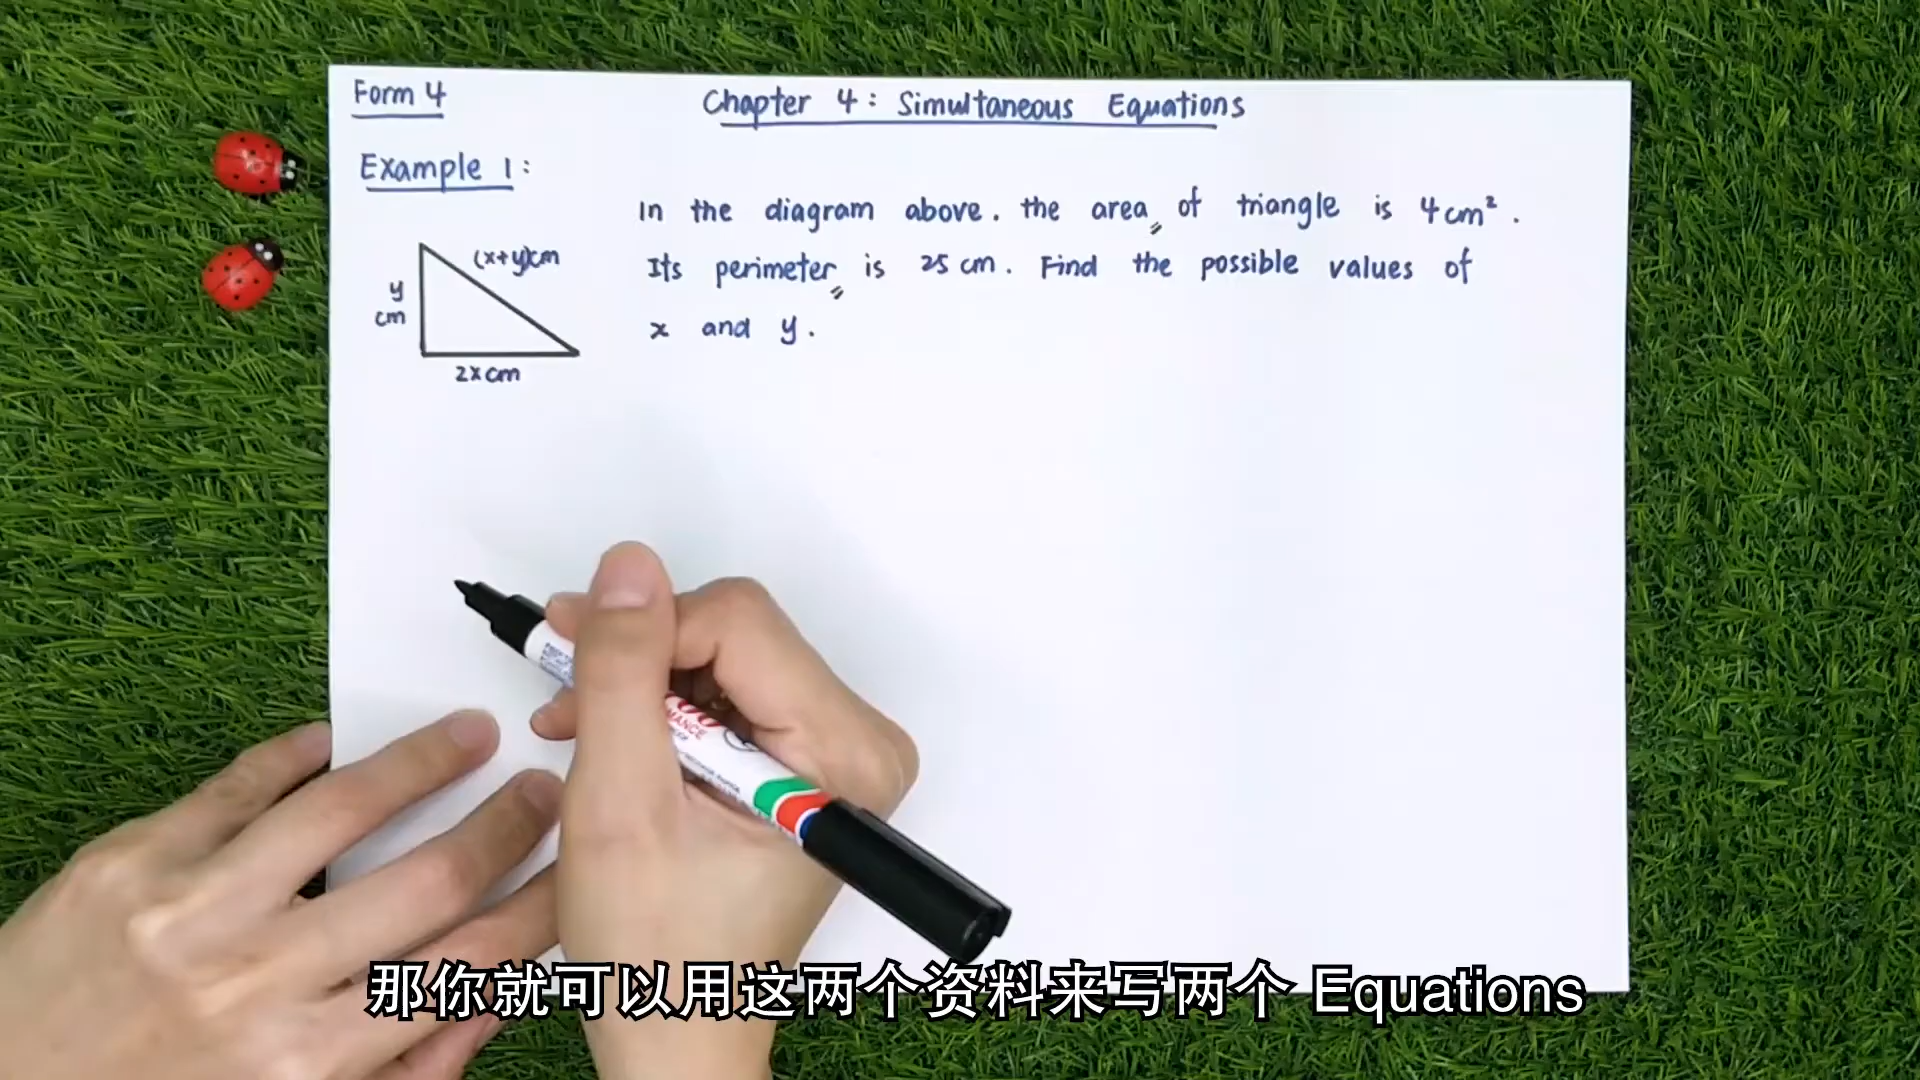 Form 4
Chapter 4: Simultaneous Equations
Example 1:
In the diagram above. the area of triangle is 4cm².
Its perimeter is 25 cm. Find the possible values of
x and y.
(x+y)cm
y
cm
2x cm
MANCE
那你就可以用这两个资料来写两个 Equations